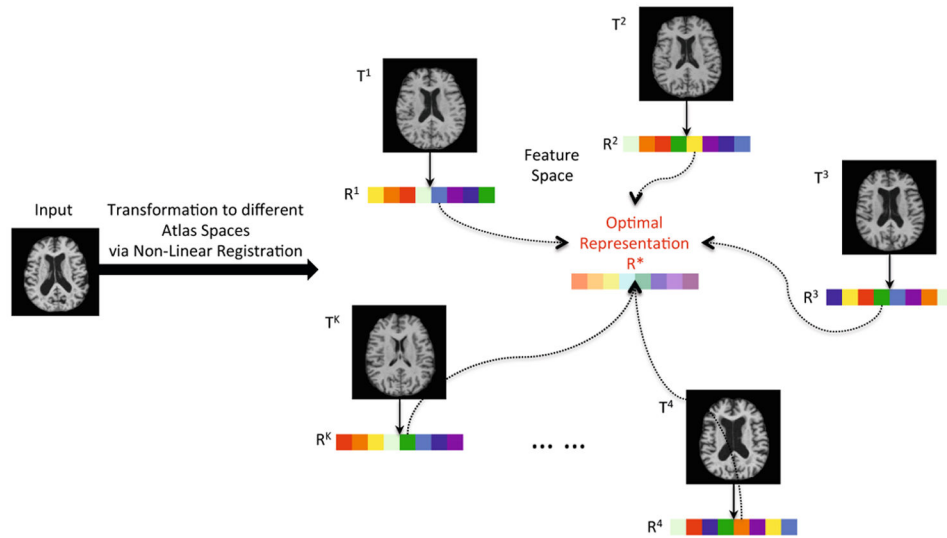 T2
T1
R2
Feature
Space
T3
R1
Input
Transformation to different
Atlas Spaces
via Non-Linear Registration
Optimal
Representation
R*
R3
TK
T4
RK
... ...
R4